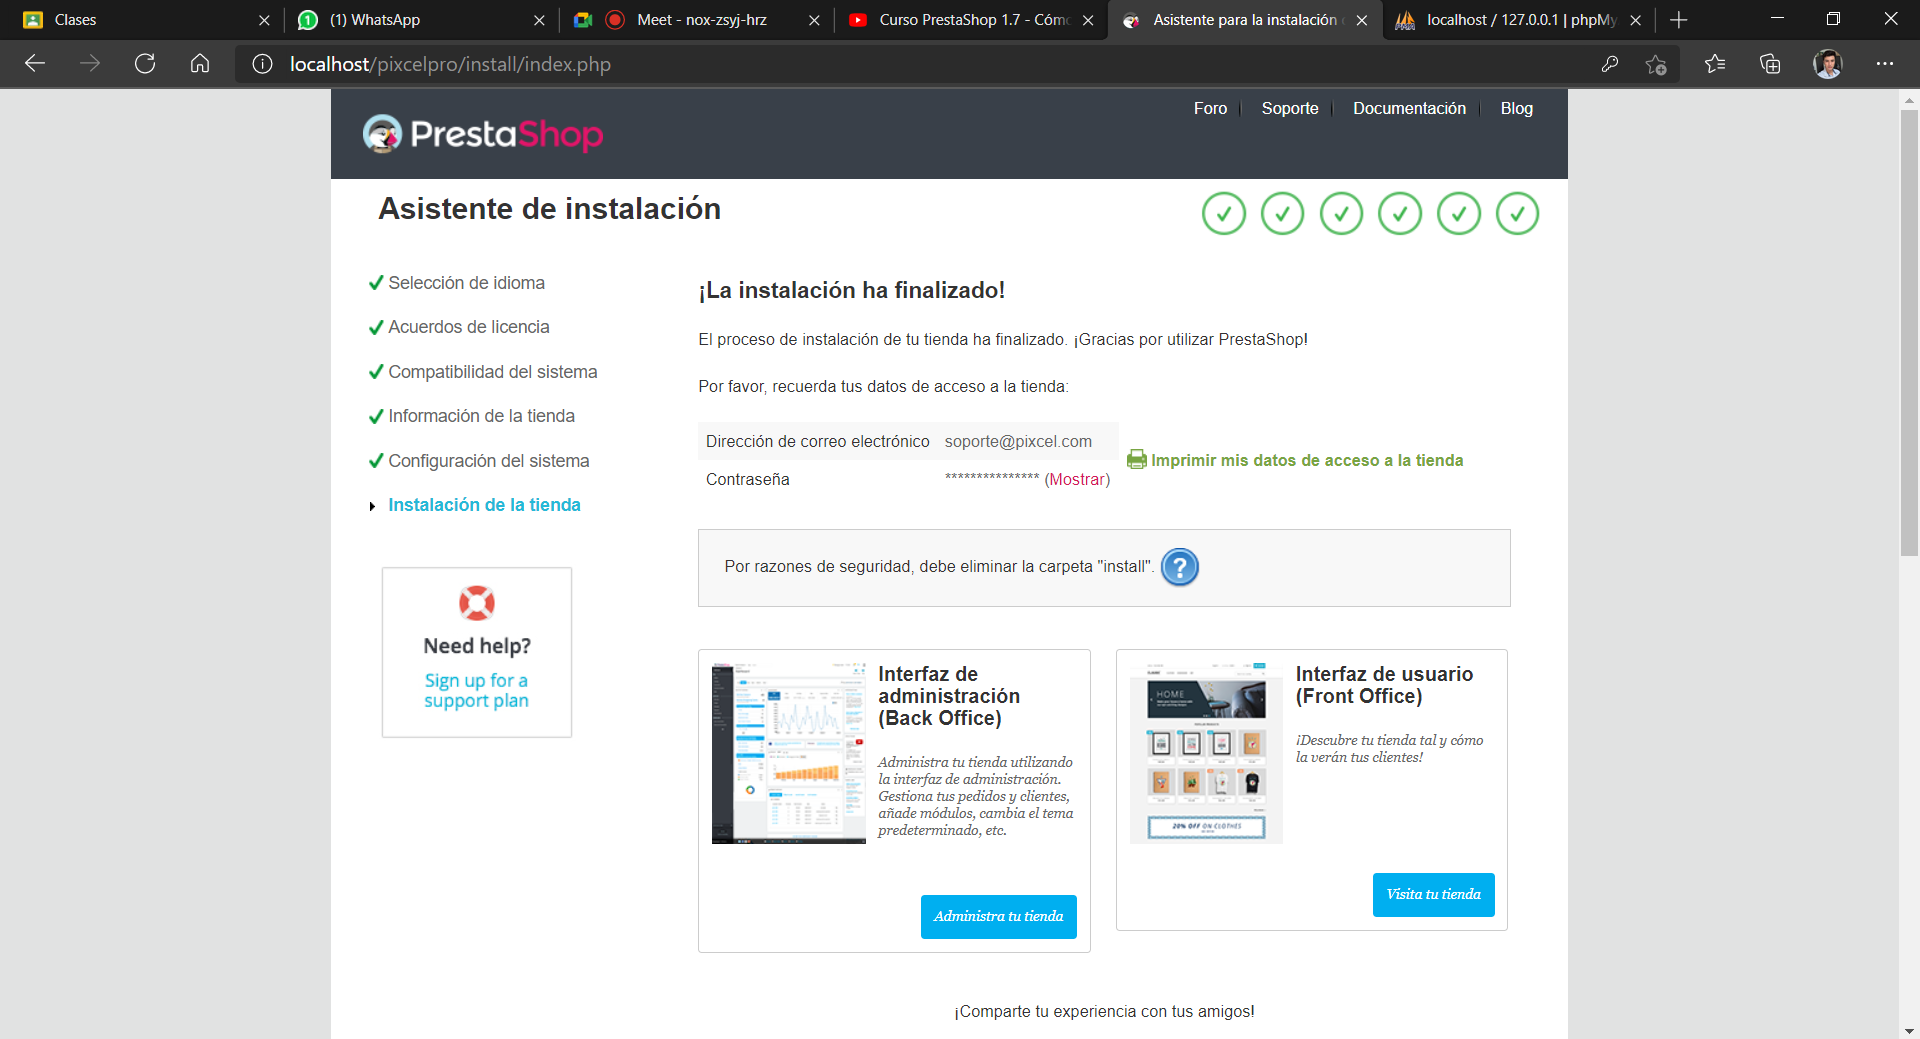 Clases
(1) WhatsApp
Meet - nox-zsyj-hrz
Curso PrestaShop 1.7 - Cómo
Asistente para la instalación
localhost / 127.0.0.1 | phpMy
localhost/pixcelpro/install/index.php
Foro
Soporte
Documentación
Blog
PrestaShop
Asistente de instalación
Selección de idioma
Acuerdos de licencia
Compatibilidad del sistema
Información de la tienda
Configuración del sistema
Instalación de la tienda
Need help?
Sign up for a
support plan
¡La instalación ha finalizado!
El proceso de instalación de tu tienda ha finalizado. ¡Gracias por utilizar PrestaShop!
Por favor, recuerda tus datos de acceso a la tienda:
Dirección de correo electrónico soporte@pixcel.com
Contraseña *************** (Mostrar)
Imprimir mis datos de acceso a la tienda
Por razones de seguridad, debe eliminar la carpeta "install". ?
Interfaz de
administración
(Back Office)
Administra tu tienda utilizando
la interfaz de administración.
Gestiona tus pedidos y clientes,
añade módulos, cambia el tema
predeterminado, etc.
Administra tu tienda
HOME
20% OFF ON CLOTHES
Interfaz de usuario
(Front Office)
¡Descubre tu tienda tal y cómo
la verán tus clientes!
Visita tu tienda
¡Comparte tu experiencia con tus amigos!